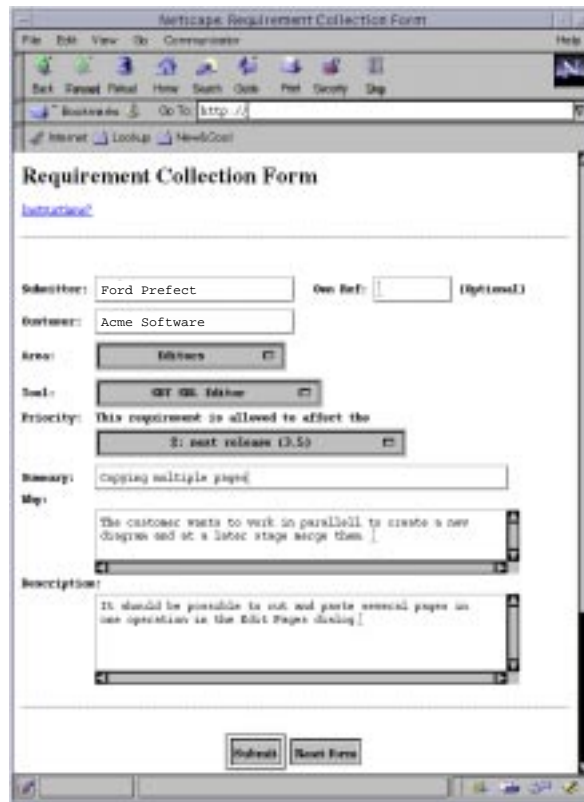 Netscape: Requirement Collection Form
File Edit View Go Communicator Help
Back Forward Reload Home Search Guide Print Security Stop
Bookmarks Go To: http://
Internet Lookup New&Cool
Requirement Collection Form
Instructions?
Submitter: Ford Prefect Own Ref: (Optional)
Customer: Acme Software
Area: Editors
Tool: Editor
Priority: This requirement is allowed to affect the
2: next release (3.5)
Summary: Copying multiple pages
Why:
The customer wants to work in parallell to create a new
diagram and at a later stage merge them.
Description:
It should be possible to cut and paste several pages in
one operation in the Edit Pages dialog.
Submit Reset Form